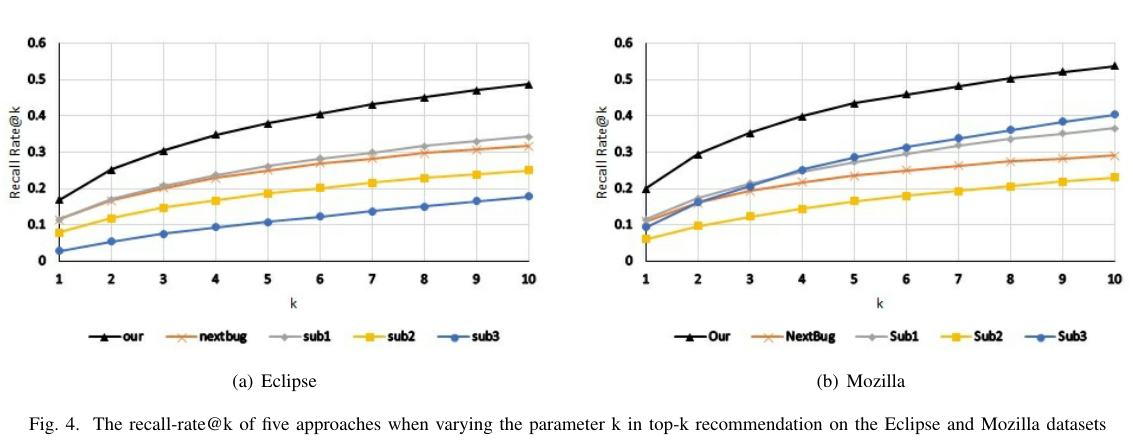 0.6
0.5
0.4
0.3
0.2
0.1
0
Recall Rate@k
1 2 3 4 5 6 7 8 9 10
k
our nextbug sub1 sub2 sub3
(a) Eclipse
0.6
0.5
0.4
0.3
0.2
0.1
0
Recall Rate@k
1 2 3 4 5 6 7 8 9 10
k
Our NextBug Sub1 Sub2 Sub3
(b) Mozilla
Fig. 4. The recall-rate@k of five approaches when varying the parameter k in top-k recommendation on the Eclipse and Mozilla datasets